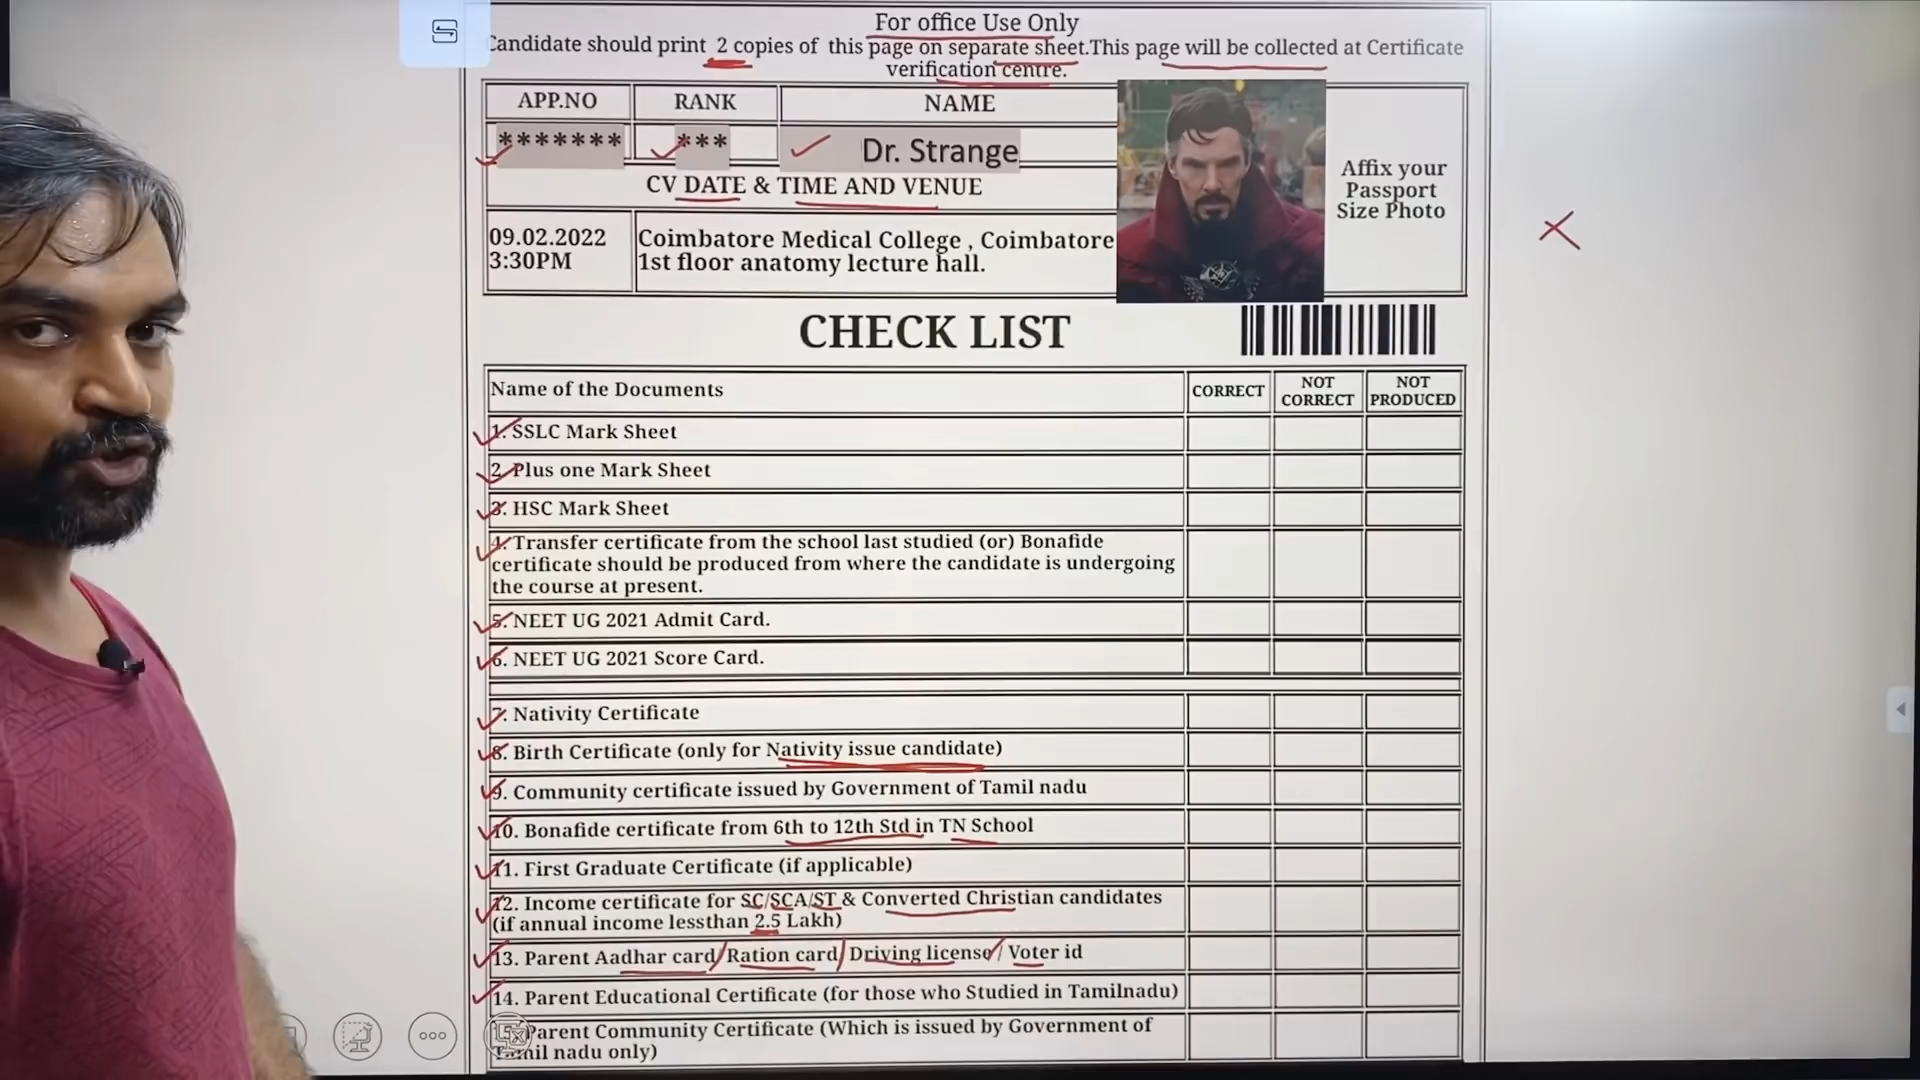 For office Use Only
Candidate should print 2 copies of this page on separate sheet.This page will be collected at Certificate
verification centre.
APP.NO RANK NAME
******* *** Dr. Strange
CV DATE & TIME AND VENUE
Affix your
Passport
Size Photo
09.02.2022
3:30PM
Coimbatore Medical College , Coimbatore
1st floor anatomy lecture hall.
CHECK LIST
Name of the Documents CORRECT NOT CORRECT NOT PRODUCED
1. SSLC Mark Sheet
2. Plus one Mark Sheet
3. HSC Mark Sheet
4. Transfer certificate from the school last studied (or) Bonafide
certificate should be produced from where the candidate is undergoing
the course at present.
5. NEET UG 2021 Admit Card.
6. NEET UG 2021 Score Card.
7. Nativity Certificate
8. Birth Certificate (only for Nativity issue candidate)
9. Community certificate issued by Government of Tamil nadu
10. Bonafide certificate from 6th to 12th Std in TN School
11. First Graduate Certificate (if applicable)
12. Income certificate for SC/SCA/ST & Converted Christian candidates
(if annual income lessthan 2.5 Lakh)
13. Parent Aadhar card/Ration card/Driving license/ Voter id
14. Parent Educational Certificate (for those who Studied in Tamilnadu)
Parent Community Certificate (Which is issued by Government of
Tamil nadu only)